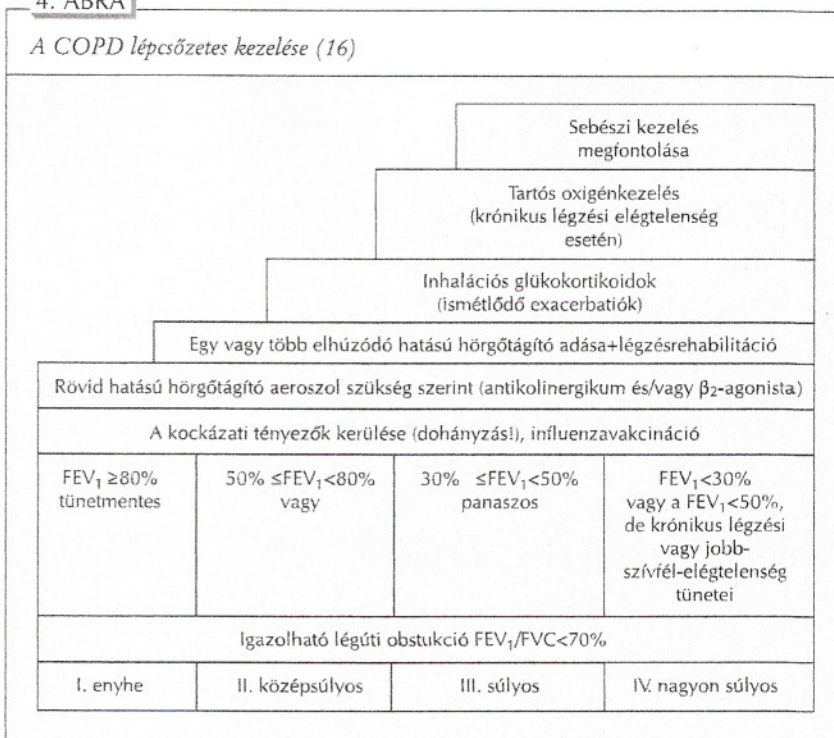 4. ÁBRA
A COPD lépcsőzetes kezelése (16)
Sebészi kezelés
megfontolása
Tartós oxigénkezelés
(krónikus légzési elégtelenség
esetén)
Inhalációs glükokortikoidok
(ismétlődő exacerbatiók)
Egy vagy több elhúzódó hatású hörgőtágító adása+légzésrehabilitáció
Rövid hatású hörgőtágító aeroszol szükség szerint (antikolinergikum és/vagy β₂-agonista)
A kockázati tényezők kerülése (dohányzás!), influenzavakcináció
FEV₁ ≥80%
tünetmentes
50% ≤FEV₁<80%
vagy
30% ≤FEV₁<50%
panaszos
FEV₁<30%
vagy a FEV₁<50%,
de krónikus légzési
vagy jobb-
szívfél-elégtelenség
tünetei
Igazolható légúti obstukció FEV₁/FVC<70%
I. enyhe
II. középsúlyos
III. súlyos
IV. nagyon súlyos